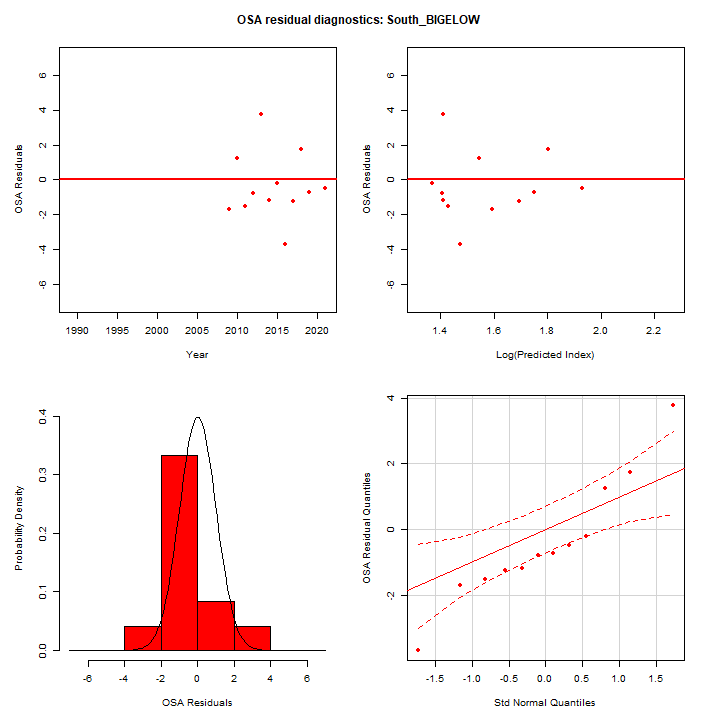 OSA residual diagnostics: South_BIGELOW
OSA Residuals
6
4
2
0
-2
-4
-6
1990 1995 2000 2005 2010 2015 2020
Year
OSA Residuals
6
4
2
0
-2
-4
-6
1.4 1.6 1.8 2.0 2.2
Log(Predicted Index)
Probability Density
0.4
0.3
0.2
0.1
0.0
-6 -4 -2 0 2 4 6
OSA Residuals
OSA Residual Quantiles
4
2
0
-2
-1.5 -1.0 -0.5 0.0 0.5 1.0 1.5
Std Normal Quantiles